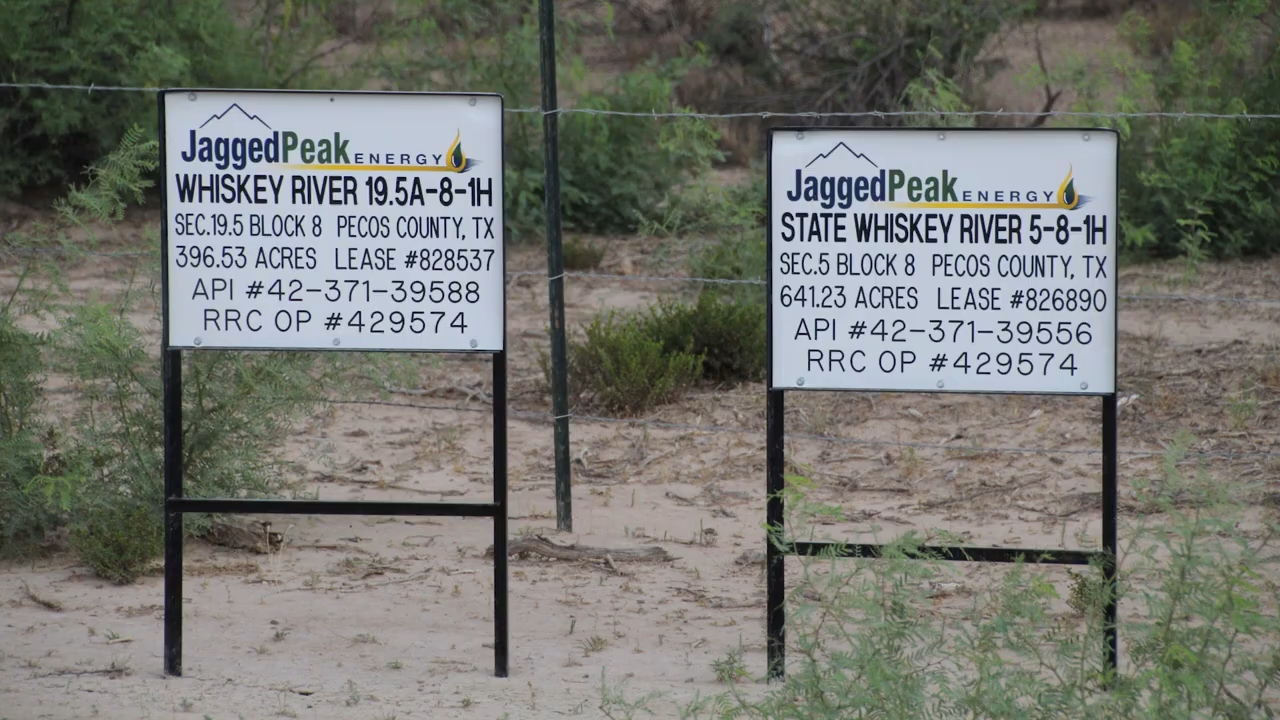 JaggedPeak ENERGY
WHISKEY RIVER 19.5A-8-1H
SEC.19.5 BLOCK 8 PECOS COUNTY, TX
396.53 ACRES LEASE #828537
API #42-371-39588
RRC OP #429574
JaggedPeak ENERGY
STATE WHISKEY RIVER 5-8-1H
SEC.5 BLOCK 8 PECOS COUNTY, TX
641.23 ACRES LEASE #826890
API #42-371-39556
RRC OP #429574